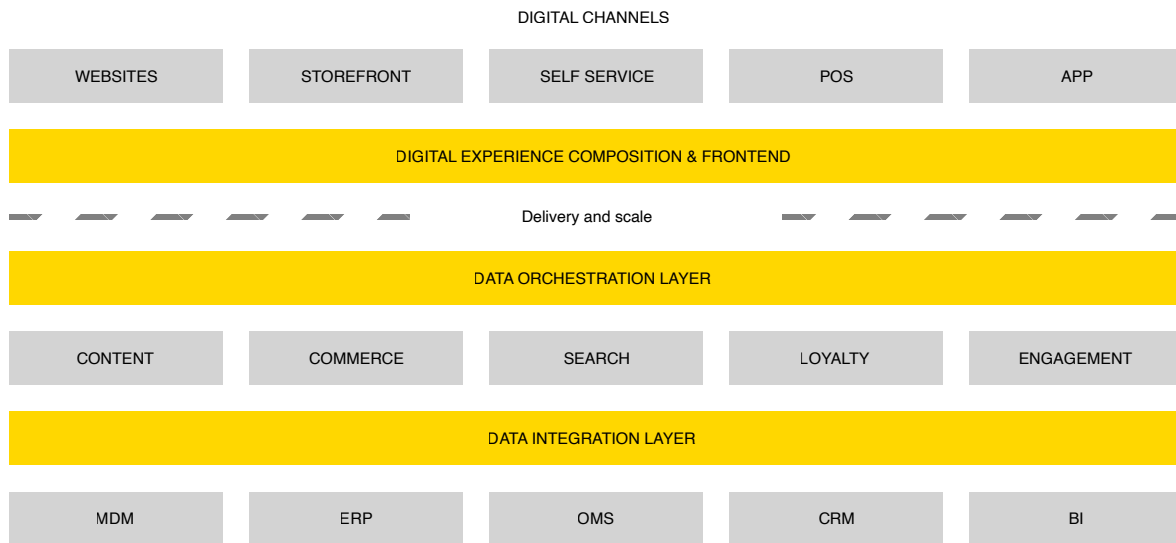 DIGITAL CHANNELS
WEBSITES
STOREFRONT
SELF SERVICE
POS
APP
DIGITAL EXPERIENCE COMPOSITION & FRONTEND
Delivery and scale
DATA ORCHESTRATION LAYER
CONTENT
COMMERCE
SEARCH
LOYALTY
ENGAGEMENT
DATA INTEGRATION LAYER
MDM
ERP
OMS
CRM
BI